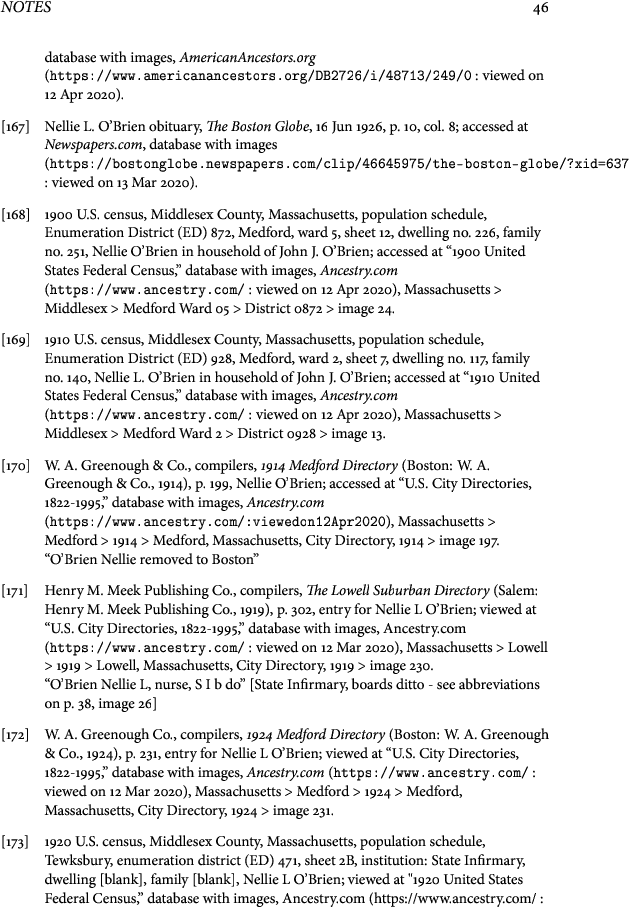 NOTES 46
database with images, AmericanAncestors.org
(https://www.americanancestors.org/DB2726/i/48713/249/0 : viewed on
12 Apr 2020).
[167] Nellie L. O’Brien obituary, The Boston Globe, 16 Jun 1926, p. 10, col. 8; accessed at
Newspapers.com, database with images
(https://bostonglobe.newspapers.com/clip/46645975/the-boston-globe/?xid=637
: viewed on 13 Mar 2020).
[168] 1900 U.S. census, Middlesex County, Massachusetts, population schedule,
Enumeration District (ED) 872, Medford, ward 5, sheet 12, dwelling no. 226, family
no. 251, Nellie O’Brien in household of John J. O’Brien; accessed at “1900 United
States Federal Census,” database with images, Ancestry.com
(https://www.ancestry.com/ : viewed on 12 Apr 2020), Massachusetts >
Middlesex > Medford Ward 05 > District 0872 > image 24.
[169] 1910 U.S. census, Middlesex County, Massachusetts, population schedule,
Enumeration District (ED) 928, Medford, ward 2, sheet 7, dwelling no. 117, family
no. 140, Nellie L. O’Brien in household of John J. O’Brien; accessed at “1910 United
States Federal Census,” database with images, Ancestry.com
(https://www.ancestry.com/ : viewed on 12 Apr 2020), Massachusetts >
Middlesex > Medford Ward 2 > District 0928 > image 13.
[170] W. A. Greenough & Co., compilers, 1914 Medford Directory (Boston: W. A.
Greenough & Co., 1914), p. 199, Nellie O’Brien; accessed at “U.S. City Directories,
1822-1995,” database with images, Ancestry.com
(https://www.ancestry.com/:viewedon12Apr2020), Massachusetts >
Medford > 1914 > Medford, Massachusetts, City Directory, 1914 > image 197.
“O’Brien Nellie removed to Boston”
[171] Henry M. Meek Publishing Co., compilers, The Lowell Suburban Directory (Salem:
Henry M. Meek Publishing Co., 1919), p. 302, entry for Nellie L O’Brien; viewed at
“U.S. City Directories, 1822-1995,” database with images, Ancestry.com
(https://www.ancestry.com/ : viewed on 12 Mar 2020), Massachusetts > Lowell
> 1919 > Lowell, Massachusetts, City Directory, 1919 > image 230.
“O’Brien Nellie L, nurse, S I b do” [State Infirmary, boards ditto - see abbreviations
on p. 38, image 26]
[172] W. A. Greenough Co., compilers, 1924 Medford Directory (Boston: W. A. Greenough
& Co., 1924), p. 231, entry for Nellie L O’Brien; viewed at “U.S. City Directories,
1822-1995,” database with images, Ancestry.com (https://www.ancestry.com/ :
viewed on 12 Mar 2020), Massachusetts > Medford > 1924 > Medford,
Massachusetts, City Directory, 1924 > image 231.
[173] 1920 U.S. census, Middlesex County, Massachusetts, population schedule,
Tewksbury, enumeration district (ED) 471, sheet 2B, institution: State Infirmary,
dwelling [blank], family [blank], Nellie L O’Brien; viewed at "1920 United States
Federal Census,” database with images, Ancestry.com (https://www.ancestry.com/ :